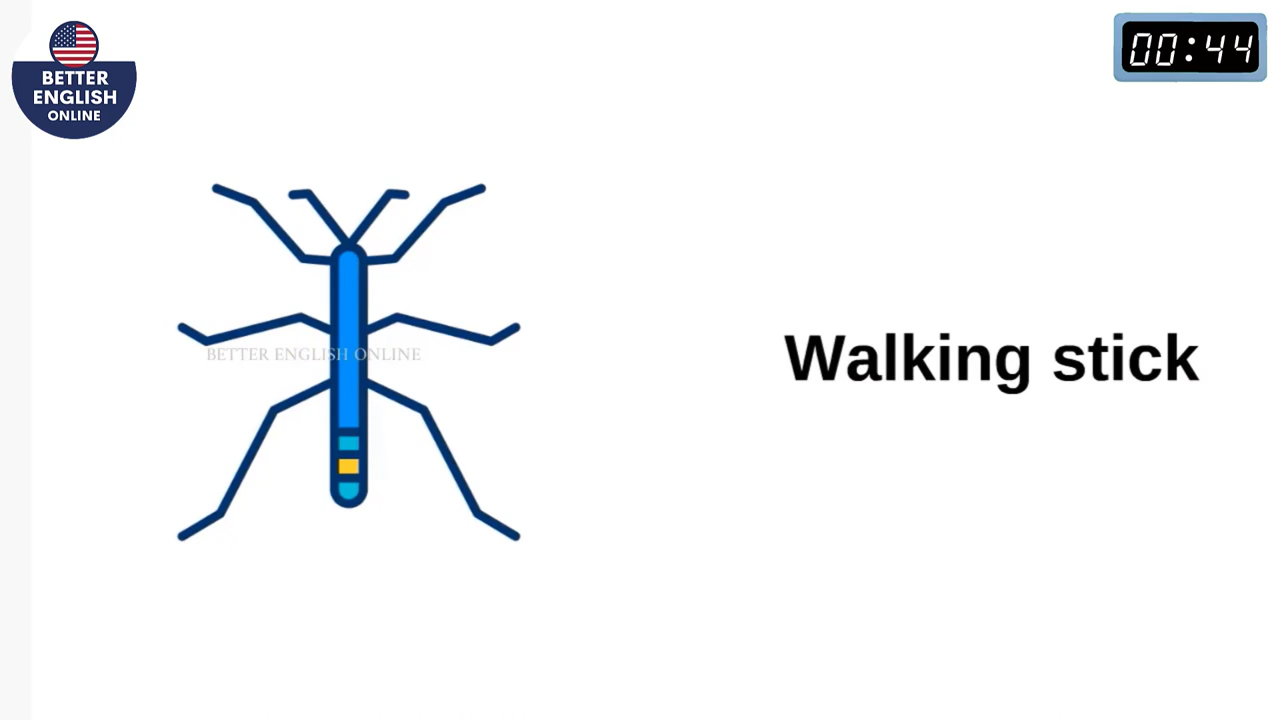 BETTER
ENGLISH
ONLINE
00:44
BETTER ENGLISH ONLINE
Walking stick